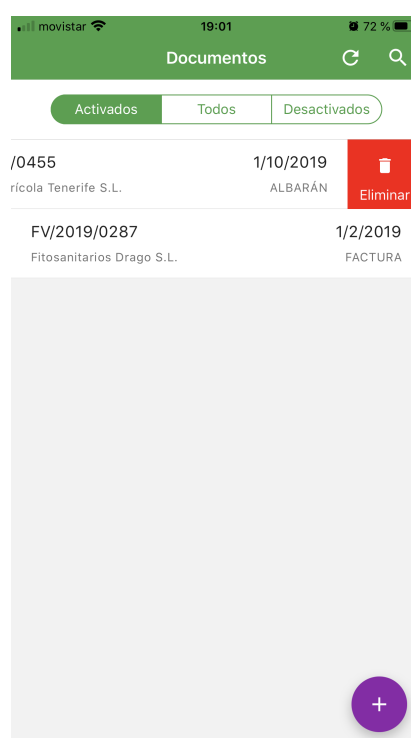 movistar 19:01 72 %
Documentos
Activados Todos Desactivados
/0455 1/10/2019
rícola Tenerife S.L. ALBARÁN
Eliminar
FV/2019/0287 1/2/2019
Fitosanitarios Drago S.L. FACTURA
+